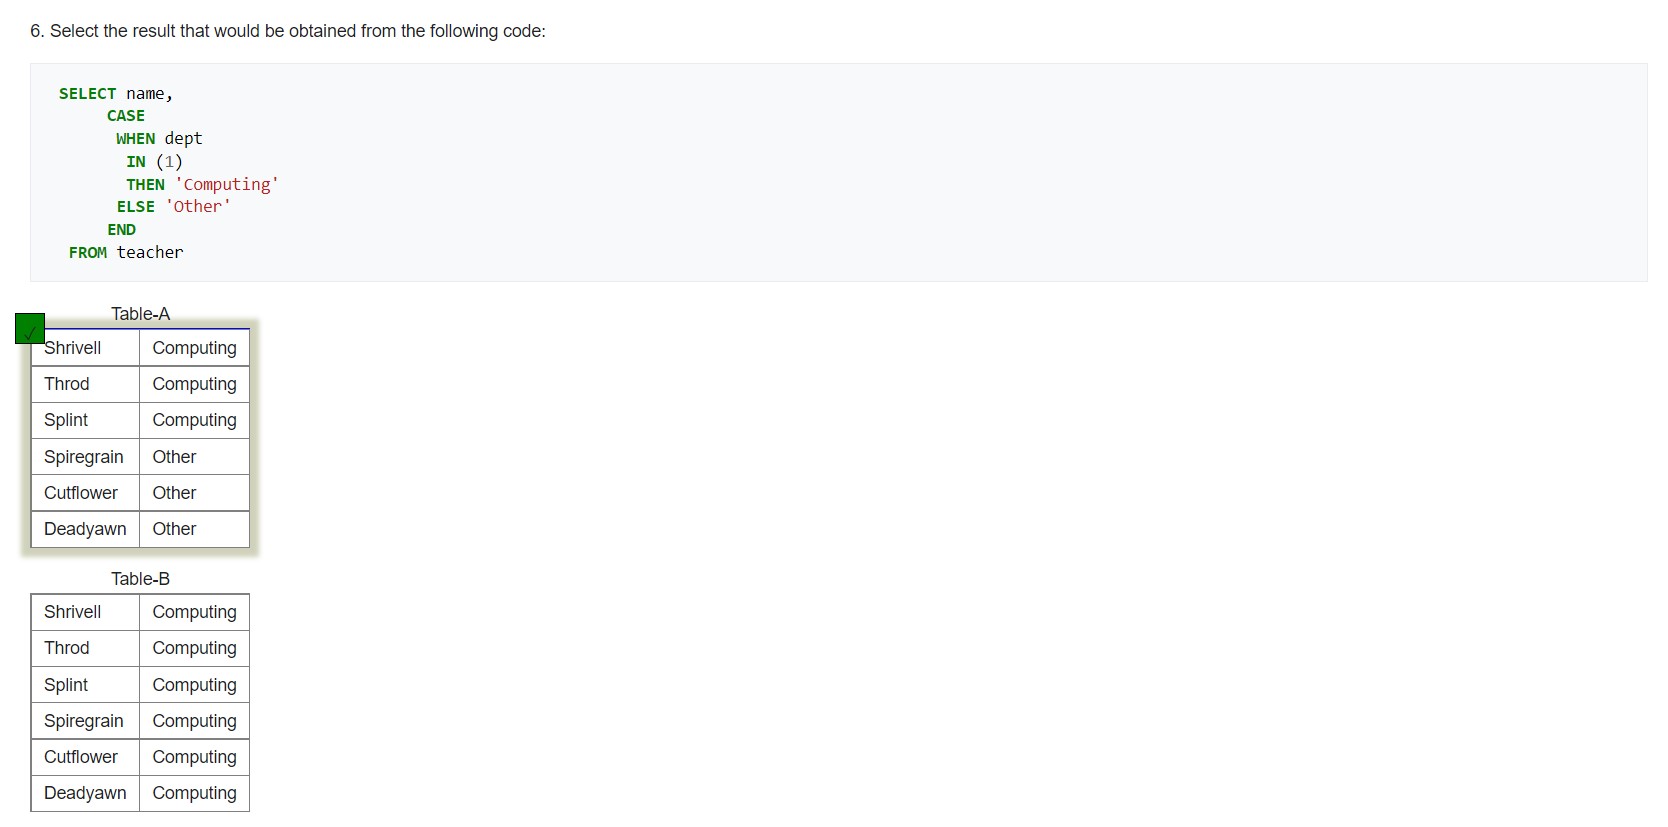 6. Select the result that would be obtained from the following code:
SELECT name,
CASE
WHEN dept
IN (1)
THEN 'Computing'
ELSE 'Other'
END
FROM teacher
Table-A
Shrivell Computing
Throd Computing
Splint Computing
Spiregrain Other
Cutflower Other
Deadyawn Other
Table-B
Shrivell Computing
Throd Computing
Splint Computing
Spiregrain Computing
Cutflower Computing
Deadyawn Computing